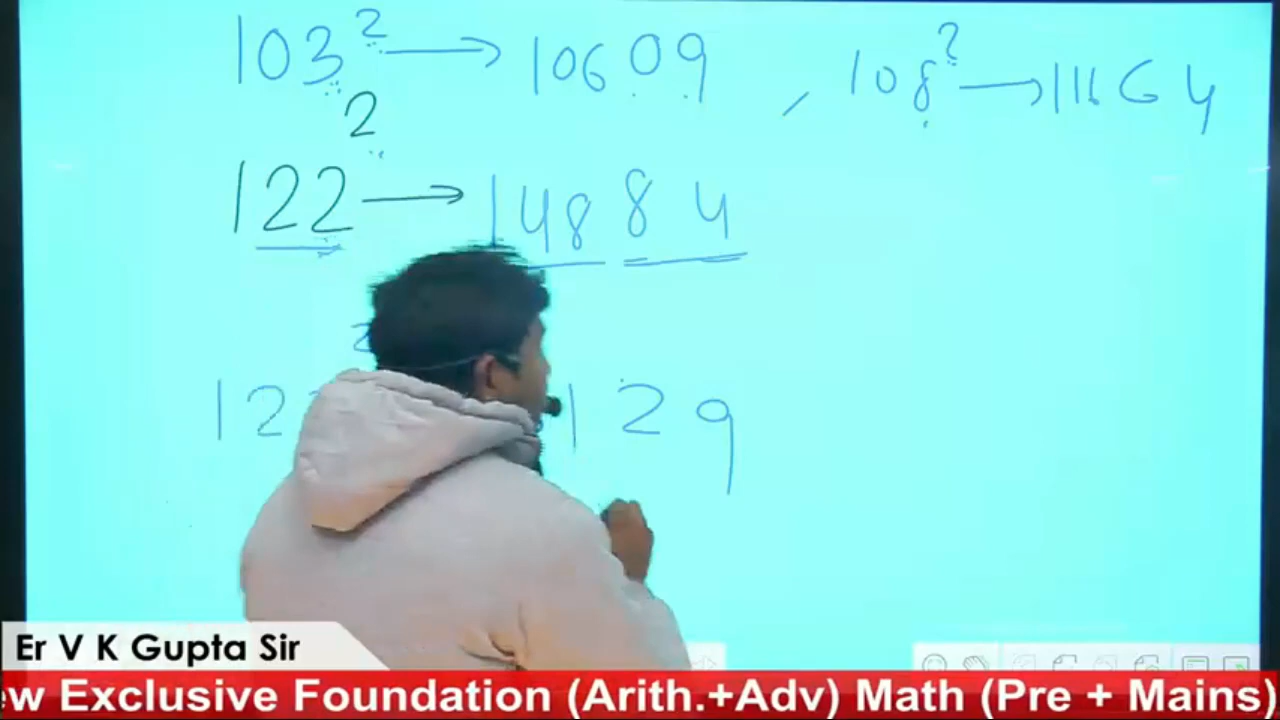 103² → 10609 , 108² → 11664
122² → 14884
12 129
Er V K Gupta Sir
ew Exclusive Foundation (Arith.+Adv) Math (Pre + Mains)